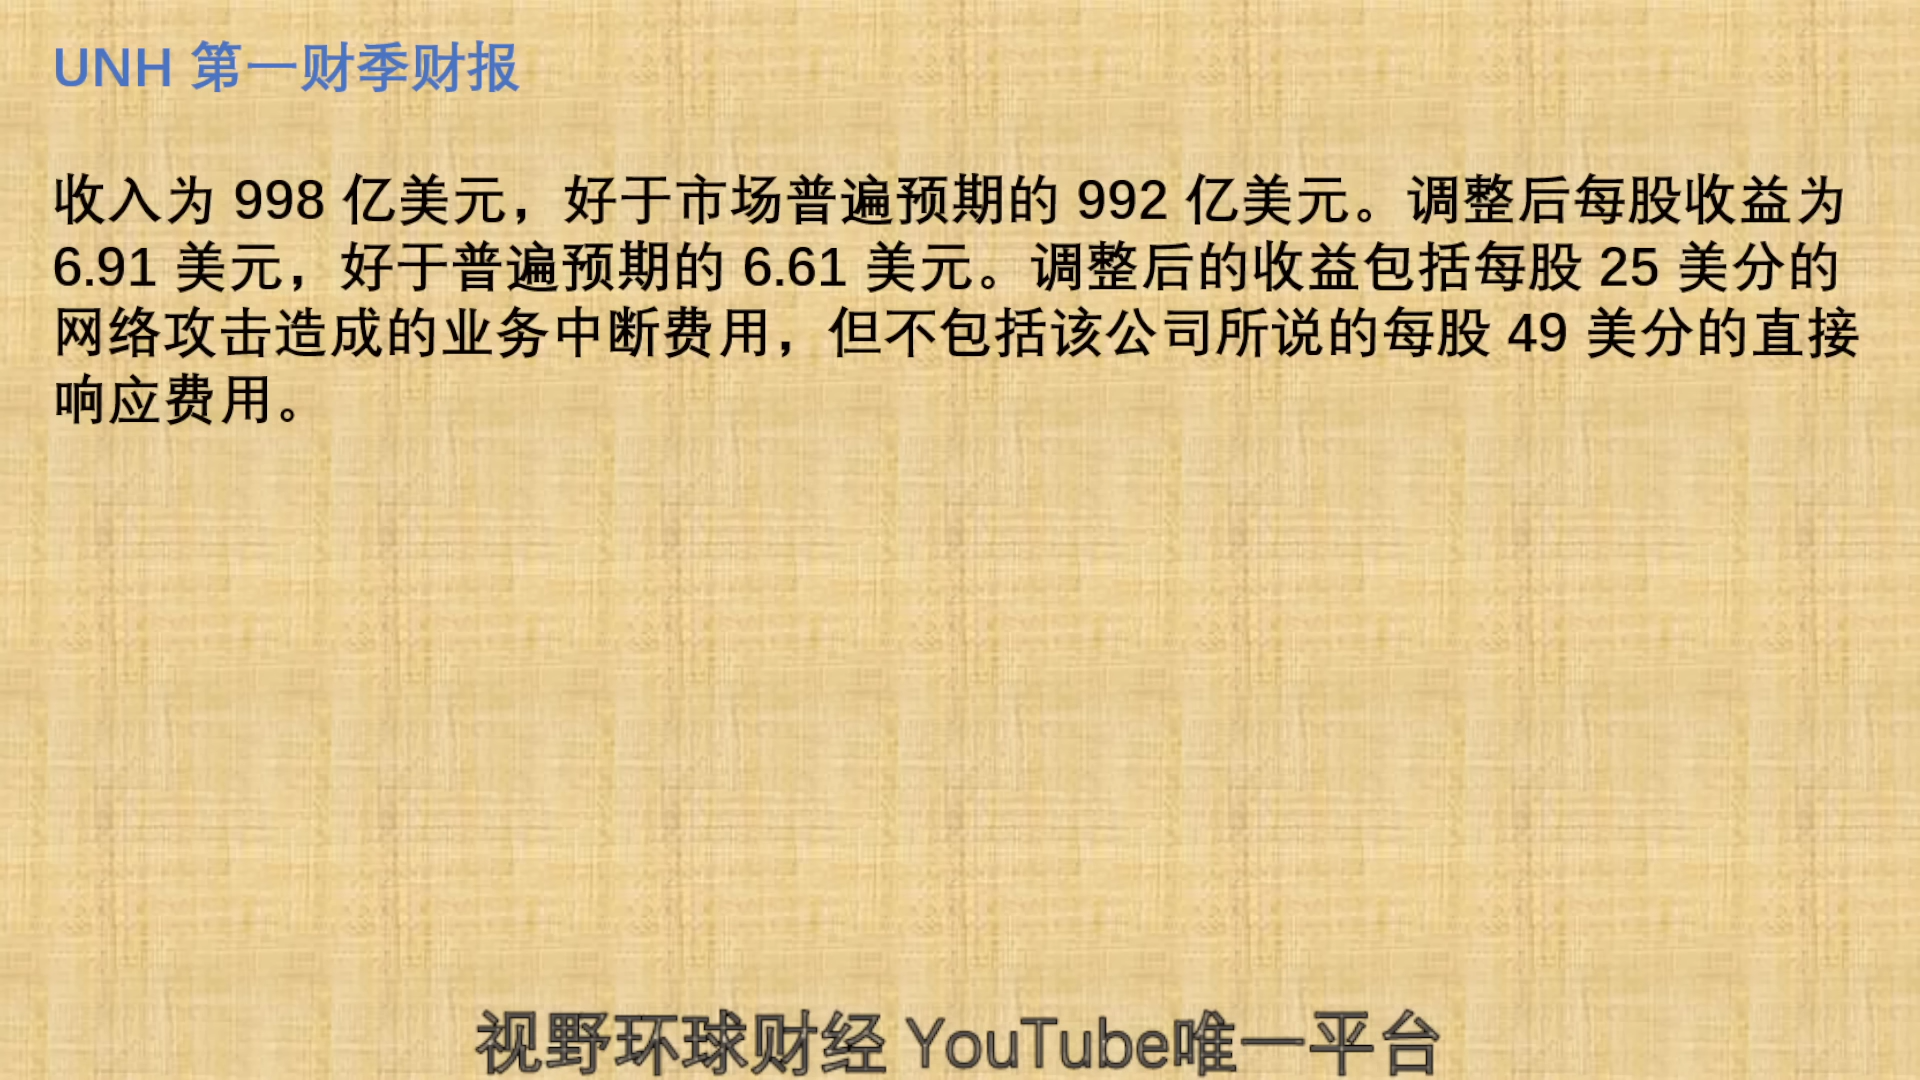 UNH 第一财季财报
收入为 998 亿美元，好于市场普遍预期的 992 亿美元。调整后每股收益为
6.91 美元，好于普遍预期的 6.61 美元。调整后的收益包括每股 25 美分的
网络攻击造成的业务中断费用，但不包括该公司所说的每股 49 美分的直接
响应费用。
视野环球财经 YouTube唯一平台